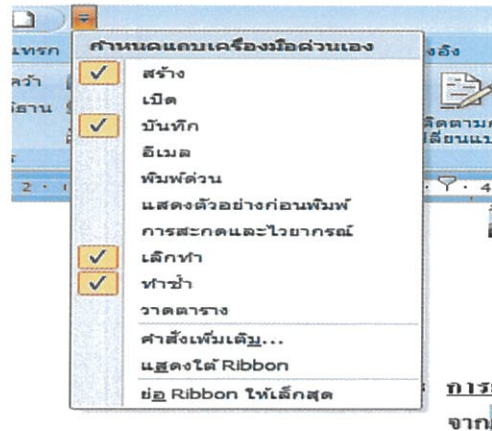 กำหนดแถบเครื่องมือด่วนเอง
แทรก
งอิง
สร้าง
เปิด
บันทึก
อีเมล
พิมพ์ด่วน
แสดงตัวอย่างก่อนพิมพ์
การสะกดและไวยากรณ์
เลิกทำ
ทำซ้ำ
วาดตาราง
คำสั่งเพิ่มเติม...
แสดงใต้ Ribbon
ย่อ Ribbon ให้เล็กสุด
2
4
จาก